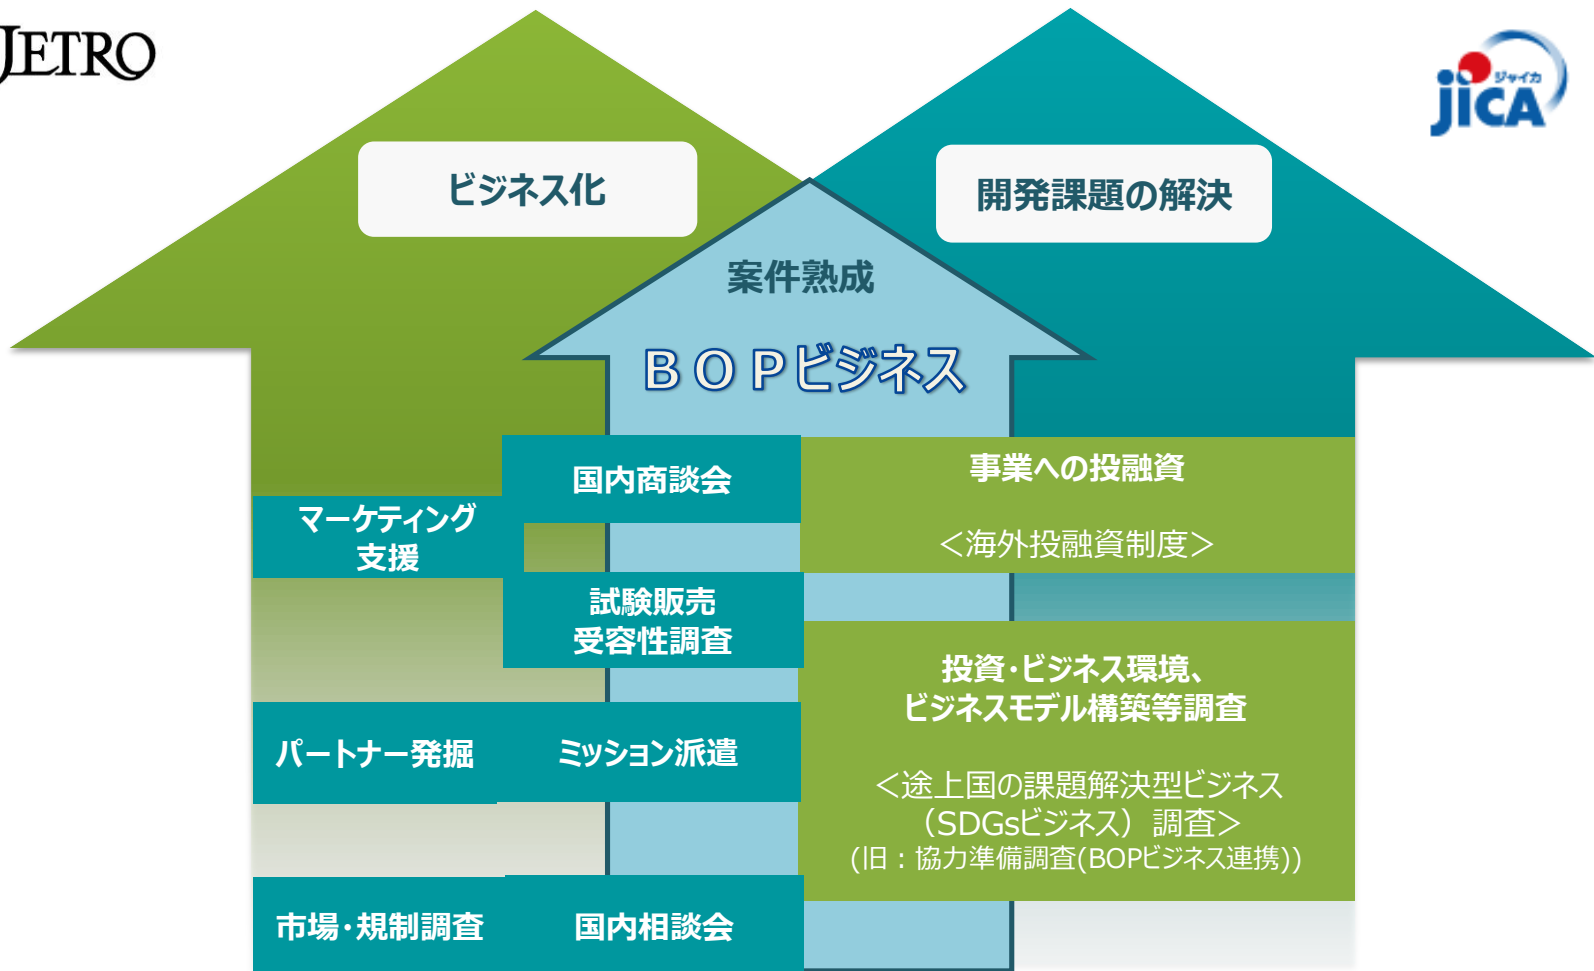 JETRO
ジャイカ
jICA
ビジネス化
開発課題の解決
案件熟成
ＢＯＰビジネス
国内商談会
マーケティング
支援
試験販売
受容性調査
パートナー発掘
ミッション派遣
市場・規制調査
国内相談会
事業への投融資
＜海外投融資制度＞
投資・ビジネス環境、
ビジネスモデル構築等調査
＜途上国の課題解決型ビジネス
（SDGsビジネス）調査＞
(旧：協力準備調査(BOPビジネス連携))